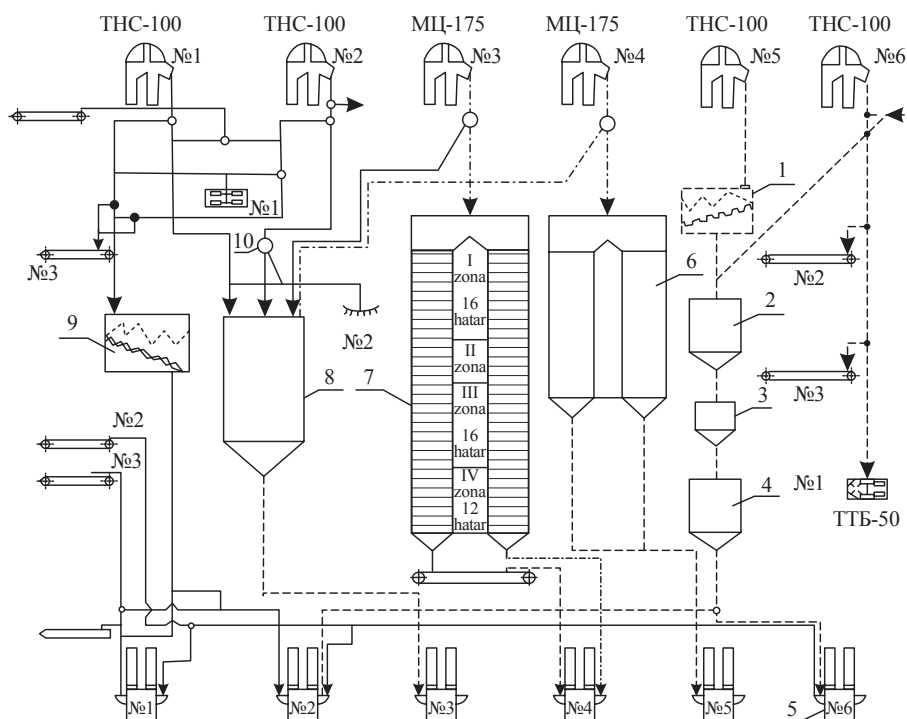 ТНС-100 ТНС-100 МЦ-175 МЦ-175 ТНС-100 ТНС-100
№1 №2 №3 №4 №5 №6
1
№1
10
№3
I
zona
16
hatar
II
zona
III
zona
16
hatar
IV
zona
12
hatar
6
№2
2
9
№2
8 7
№3
3
№2
№3
4
№1
ТТБ-50
№1 №2 №3 №4 №5 5 №6